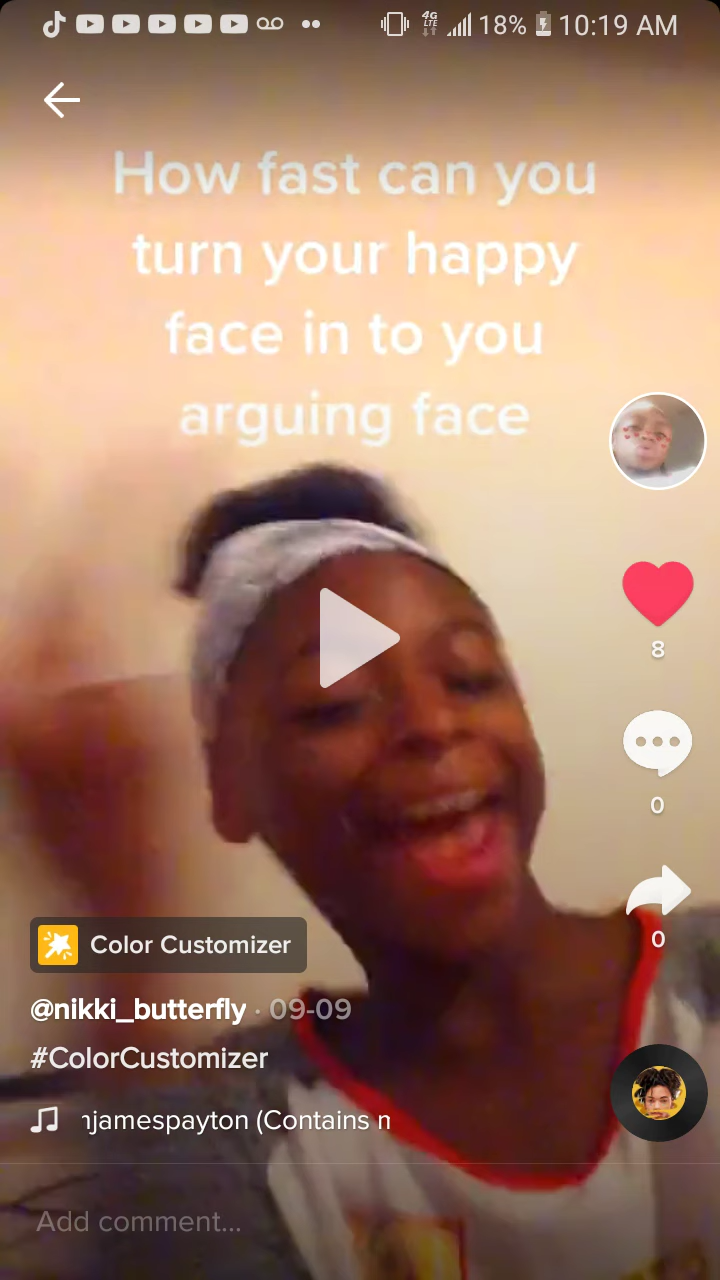 18% 10:19 AM
How fast can you
turn your happy
face in to you
arguing face
8
0
0
Color Customizer
@nikki_butterfly · 09-09
#ColorCustomizer
jamespayton (Contains
Add comment...